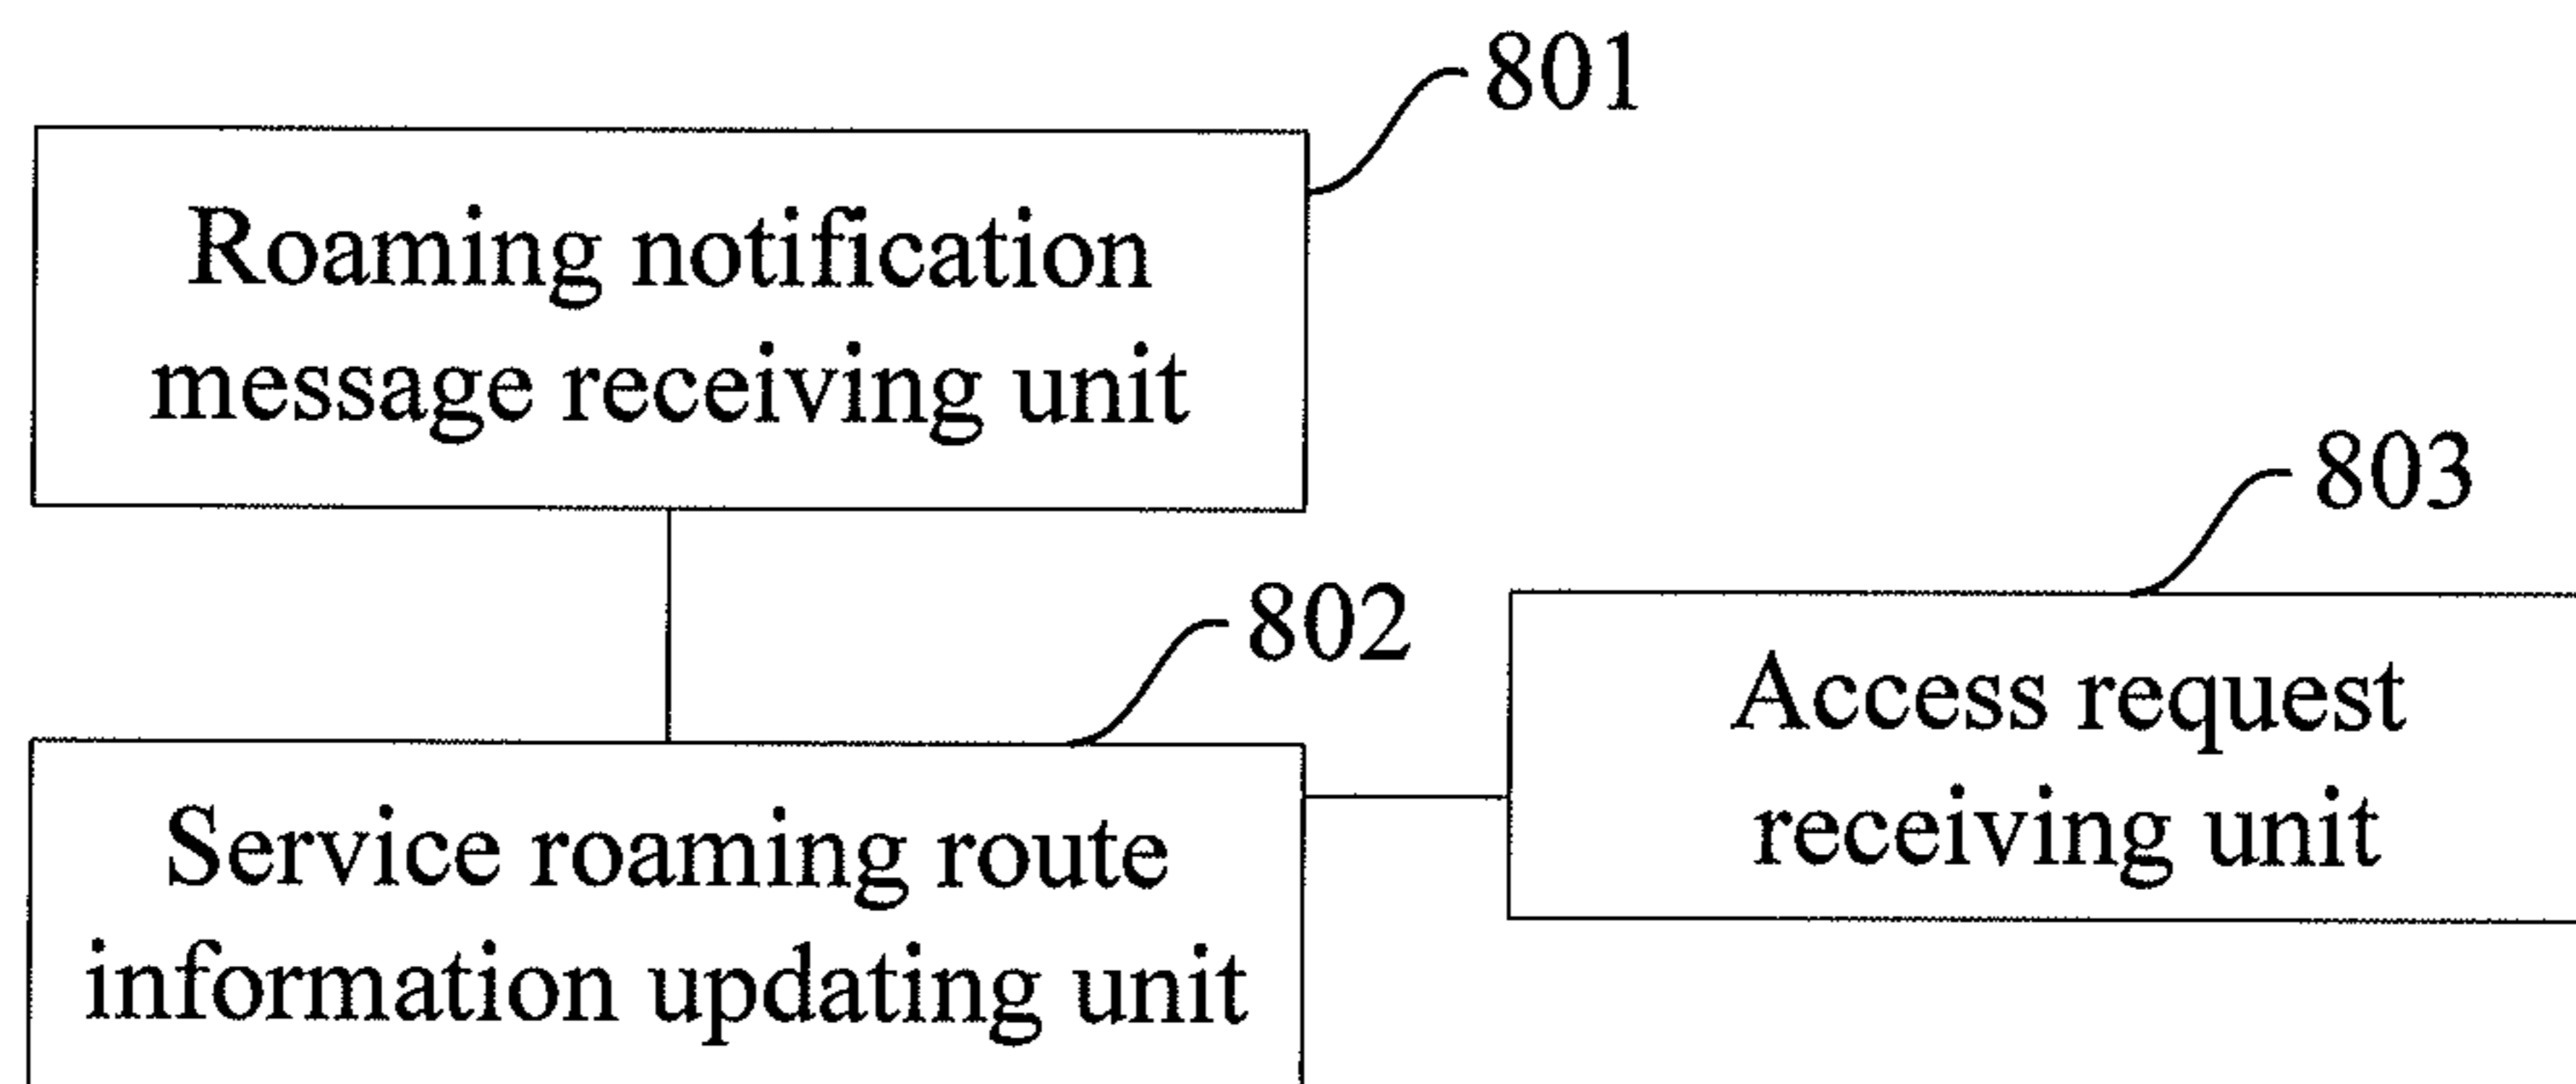 801
Roaming notification
message receiving unit
803
802
Access request
receiving unit
Service roaming route
information updating unit